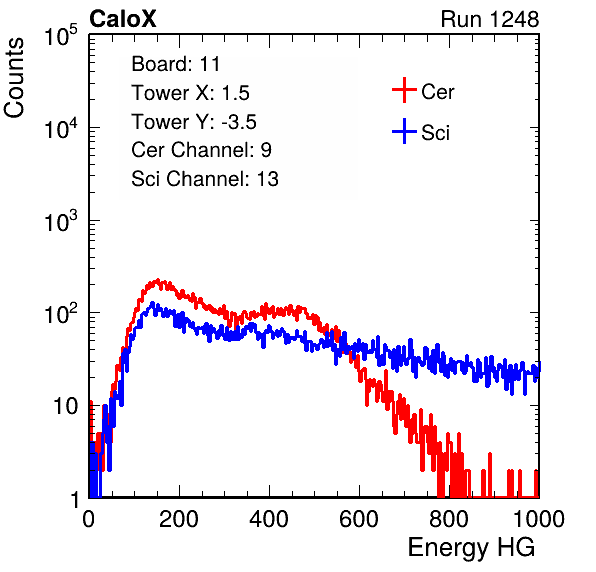 CaloX Run 1248
Counts
Board: 11
Tower X: 1.5
Tower Y: -3.5
Cer Channel: 9
Sci Channel: 13
Cer
Sci
10^5
10^4
10^3
10^2
10
1
0 200 400 600 800 1000
Energy HG